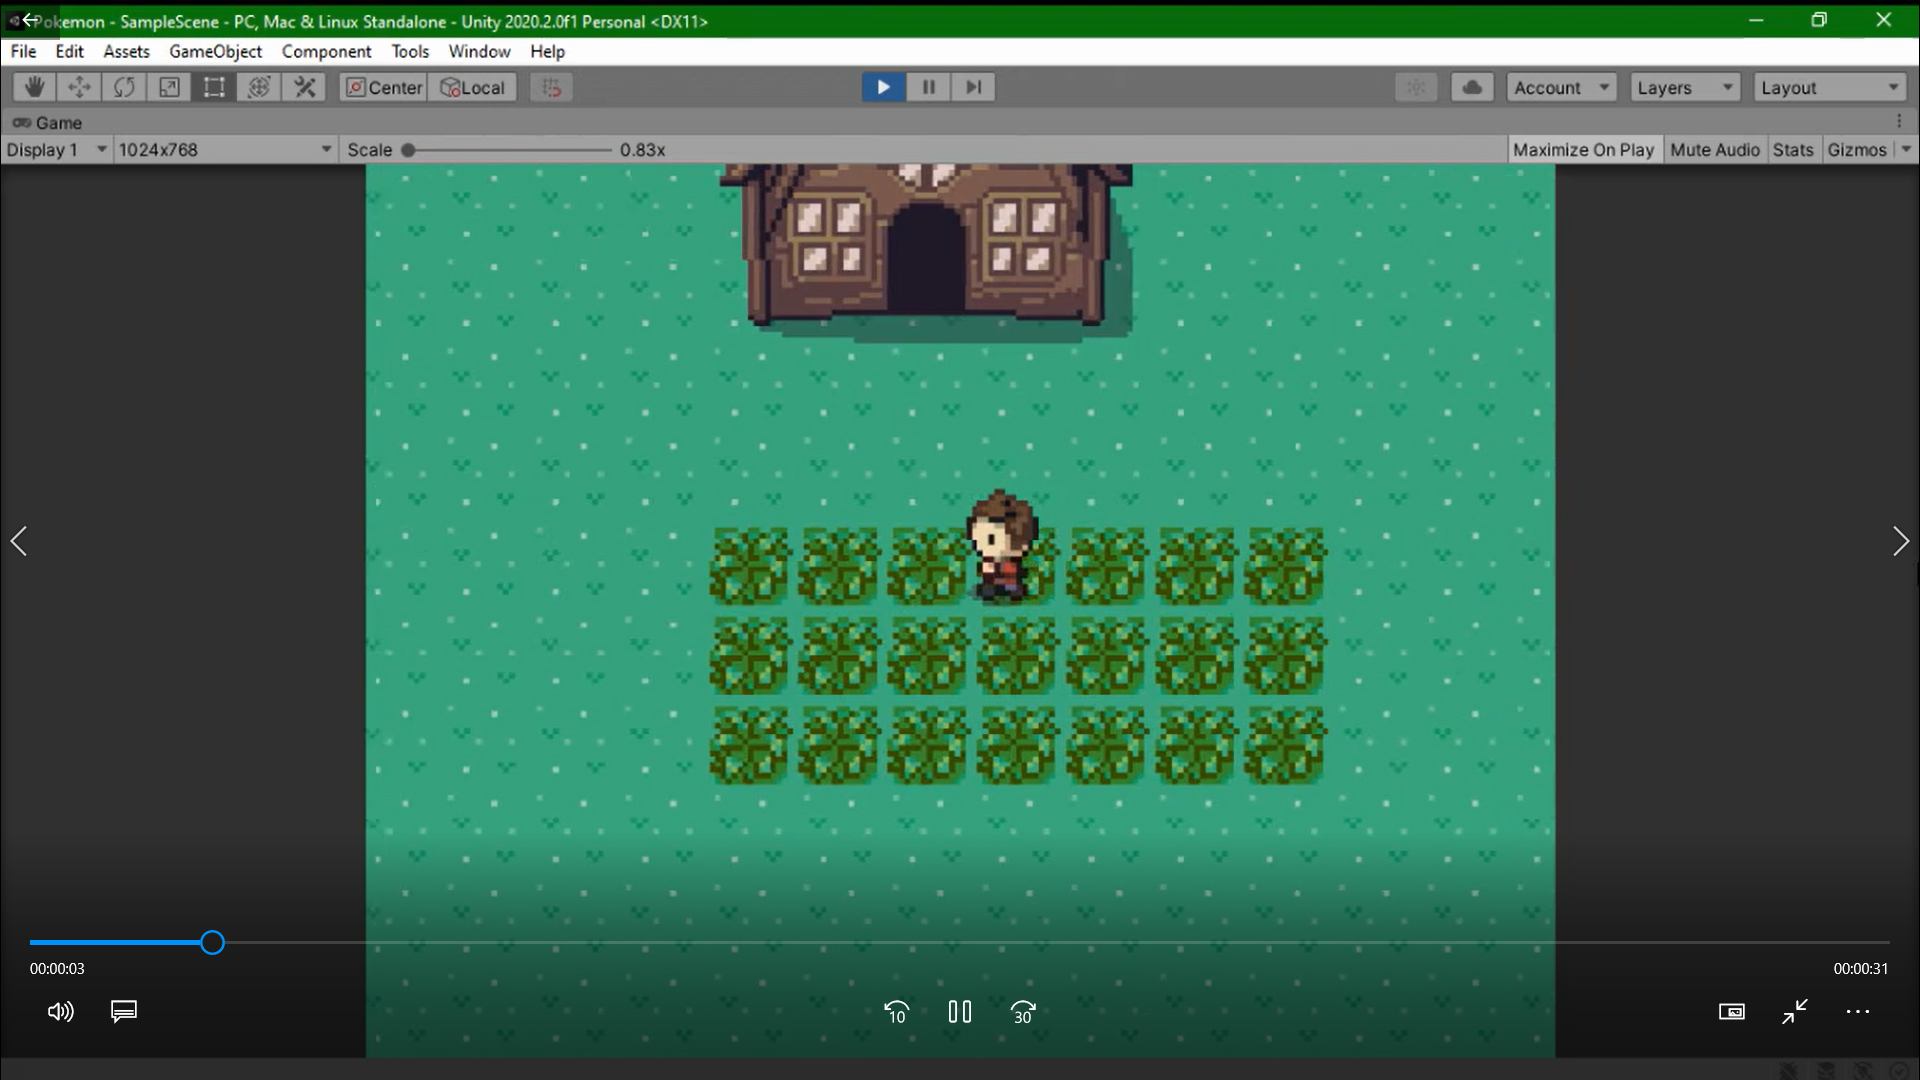 Pokemon - SampleScene - PC, Mac & Linux Standalone - Unity 2020.2.0f1 Personal <DX11>
File Edit Assets GameObject Component Tools Window Help
Center Local Account Layers Layout
Game
Display 1 1024x768 Scale 0.83x Maximize On Play Mute Audio Stats Gizmos
00:00:03 00:00:31
10 30